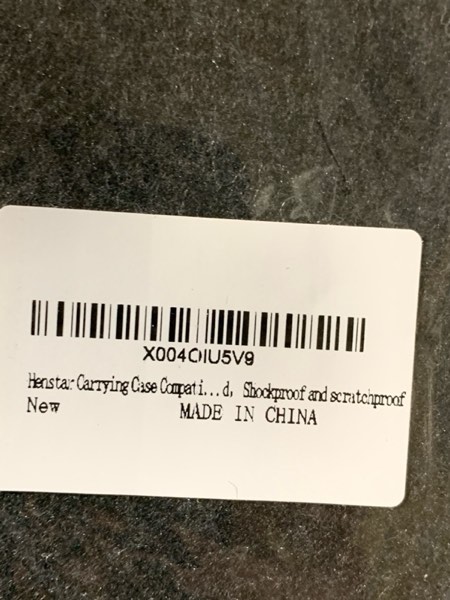 X004OIU5V9
Henstar Carrying Case Compati...d, Shockproof and scratchproof
New MADE IN CHINA